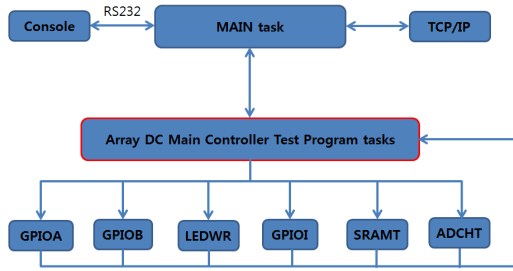 RS232
Console
MAIN task
TCP/IP
Array DC Main Controller Test Program tasks
GPIOA
GPIOB
LEDWR
GPIOI
SRAMT
ADCHT